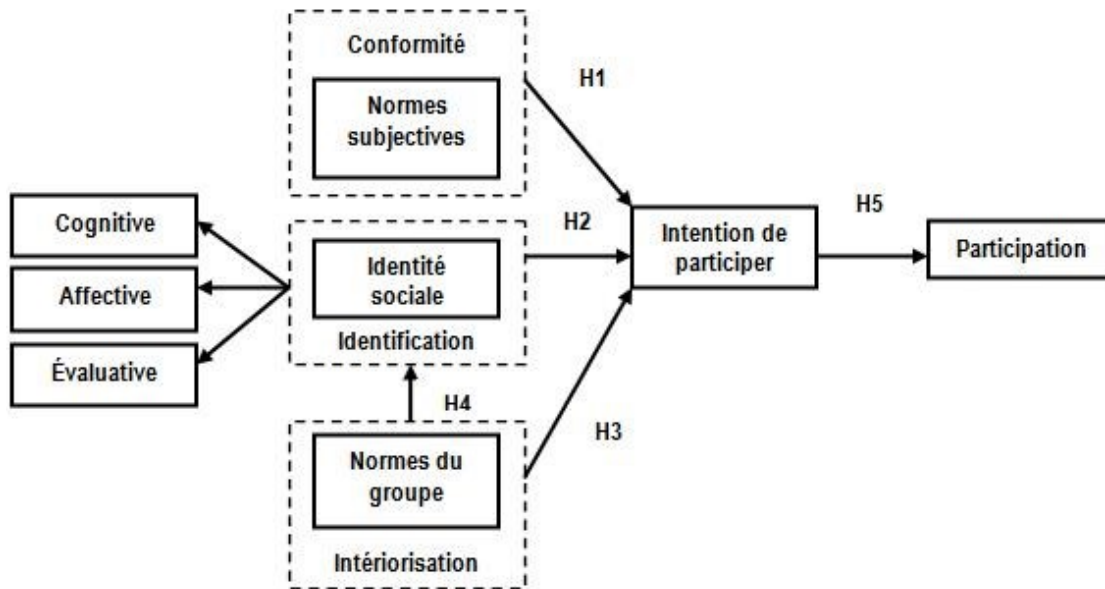 Conformité
Normes
subjectives
H1
Cognitive
Affective
Évaluative
Identité
sociale
Identification
H2
Intention de
participer
H5
Participation
H4
Normes du
groupe
Intériorisation
H3